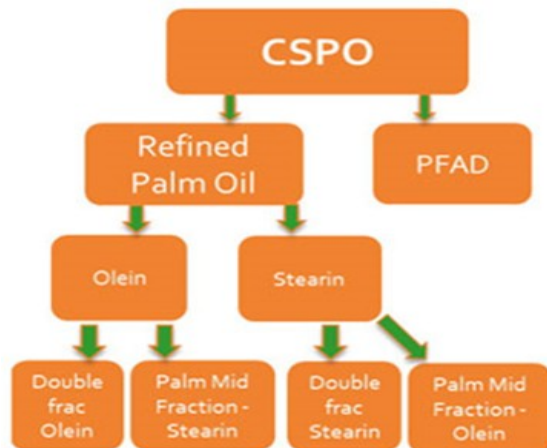 CSPO
Refined
Palm Oil
PFAD
Olein
Stearin
Double
frac
Olein
Palm Mid
Fraction -
Stearin
Double
frac
Stearin
Palm Mid
Fraction -
Olein